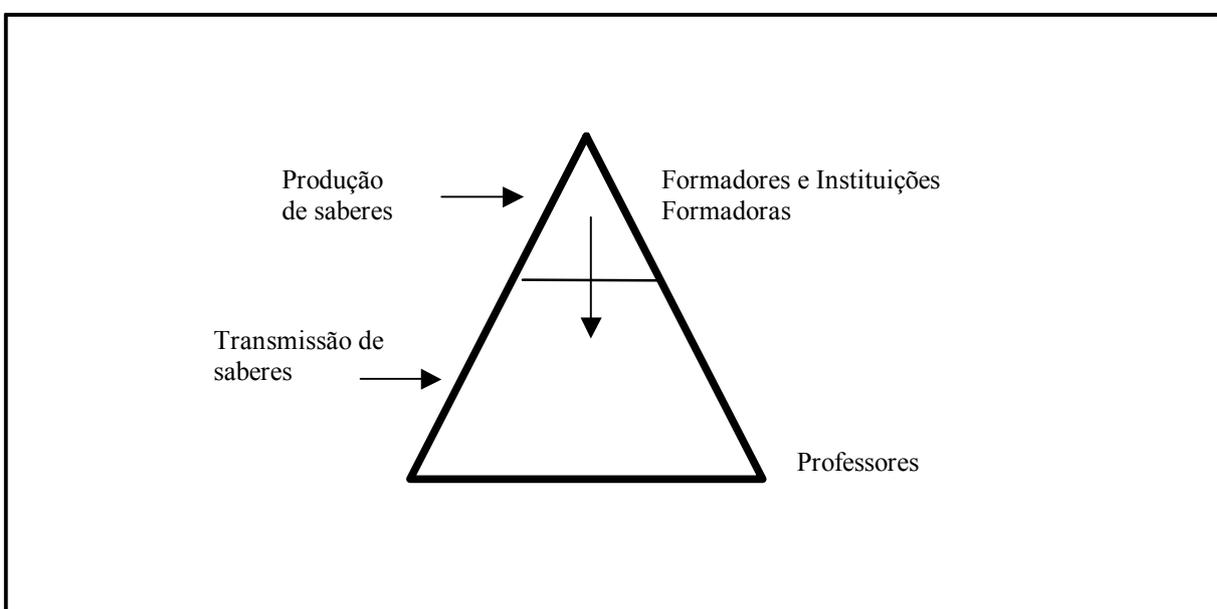 Produção
de saberes
Formadores e Instituições
Formadoras
Transmissão de
saberes
Professores